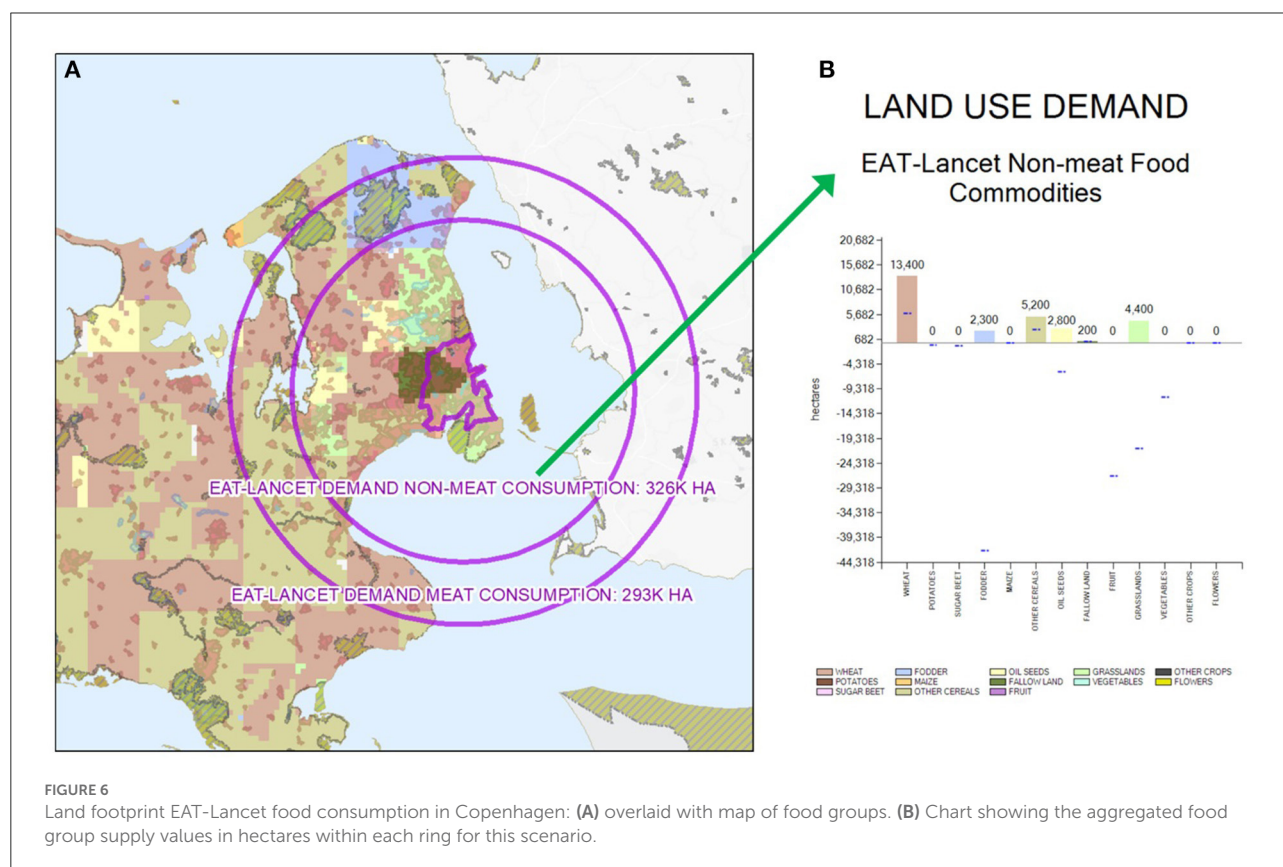 A
EAT-LANCET DEMAND NON-MEAT CONSUMPTION: 326K HA
EAT-LANCET DEMAND MEAT CONSUMPTION: 293K HA
B
LAND USE DEMAND
EAT-Lancet Non-meat Food
Commodities
hectares
20,682
15,682
10,682
5,682
682
-4,318
-9,318
-14,318
-19,318
-24,318
-29,318
-34,318
-39,318
-44,318
13,400
0
0
2,300
0
5,200
2,800
200
0
4,400
0
0
0
WHEAT
POTATOES
SUGAR BEET
FODDER
MAIZE
OTHER CEREALS
OIL SEEDS
FALLOW LAND
FRUIT
GRASSLANDS
VEGETABLES
OTHER CROPS
FLOWERS
WHEAT FODDER OIL SEEDS GRASSLANDS OTHER CROPS
POTATOES MAIZE FALLOW LAND VEGETABLES FLOWERS
SUGAR BEET OTHER CEREALS FRUIT
FIGURE 6
Land footprint EAT-Lancet food consumption in Copenhagen: (A) overlaid with map of food groups. (B) Chart showing the aggregated food
group supply values in hectares within each ring for this scenario.